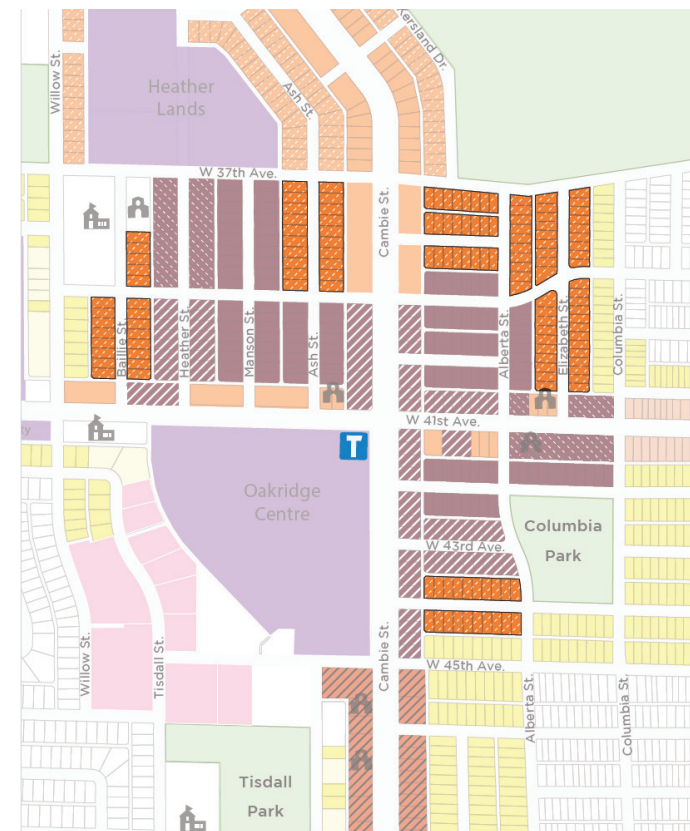 Kersland Dr.
Willow St.
Heather
Lands
Ash St.
W 37th Ave.
Cambie St.
Baillie St.
Heather St.
Manson St.
Ash St.
Alberta St.
Elizabeth St.
Columbia St.
W 41st Ave.
T
Oakridge
Centre
Columbia
Park
W 43rd Ave.
Willow St.
Tisdall St.
Cambie St.
W 45th Ave.
Alberta St.
Columbia St.
Tisdall
Park